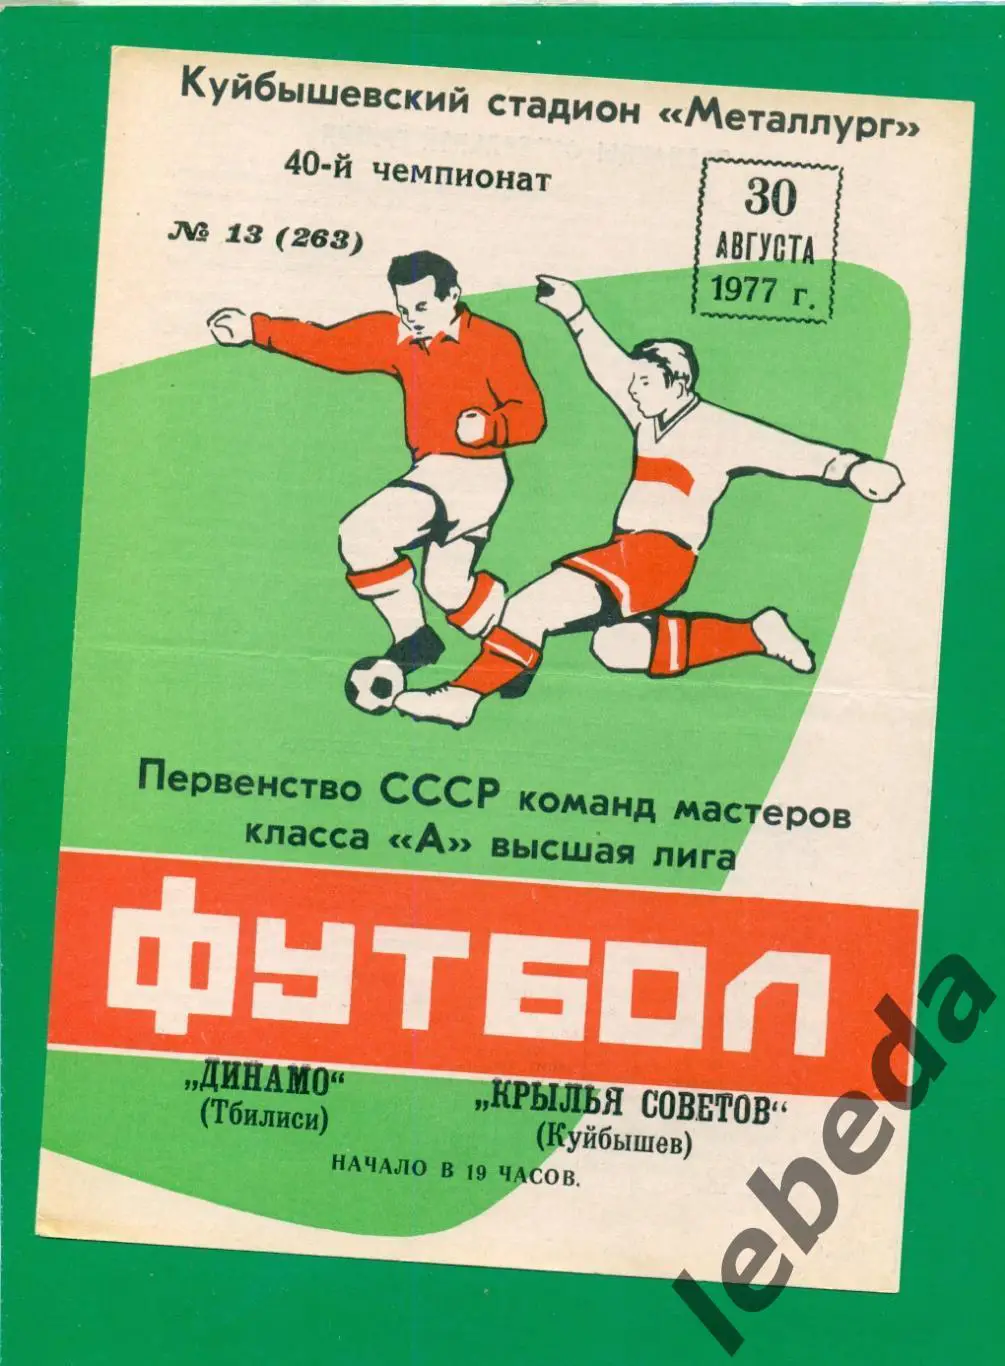 Куйбышевский стадион «Металлург»
40-й чемпионат
№ 13 (263)
30
АВГУСТА
1977 г.
Первенство СССР команд мастеров
класса «А» высшая лига
ФУТБОЛ
„ДИНАМО“
(Тбилиси)
„КРЫЛЬЯ СОВЕТОВ“
(Куйбышев)
НАЧАЛО В 19 ЧАСОВ.
lebeda